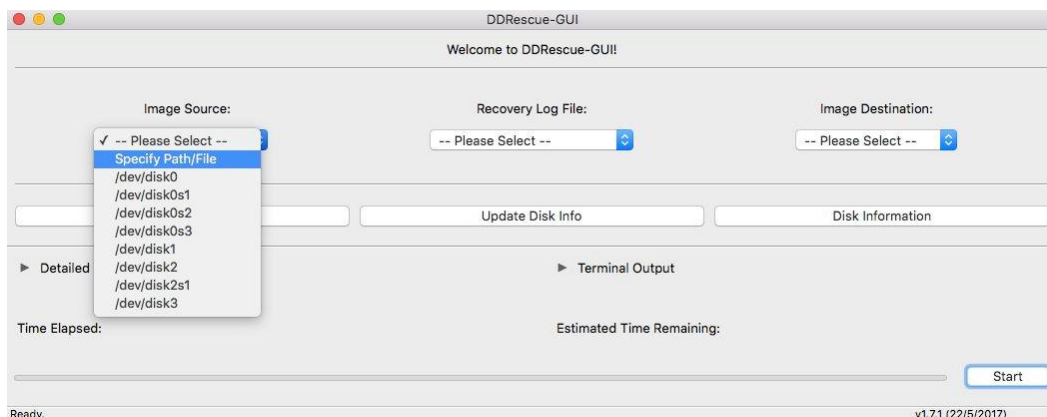 DDRescue-GUI
Welcome to DDRescue-GUI!
Image Source:
Recovery Log File:
Image Destination:
✓ -- Please Select --
-- Please Select --
-- Please Select --
Specify Path/File
/dev/disk0
/dev/disk0s1
/dev/disk0s2
/dev/disk0s3
/dev/disk1
/dev/disk2
/dev/disk2s1
/dev/disk3
Update Disk Info
Disk Information
Detailed
Terminal Output
Time Elapsed:
Estimated Time Remaining:
Start
Ready.
v1.7.1 (22/5/2017)